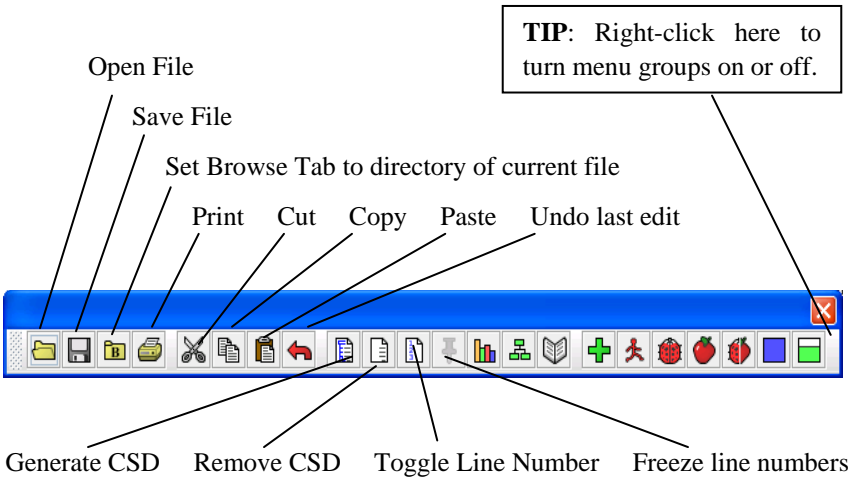 TIP: Right-click here to
turn menu groups on or off.
Open File
Save File
Set Browse Tab to directory of current file
Print Cut Copy Paste Undo last edit
B
Generate CSD Remove CSD Toggle Line Number Freeze line numbers